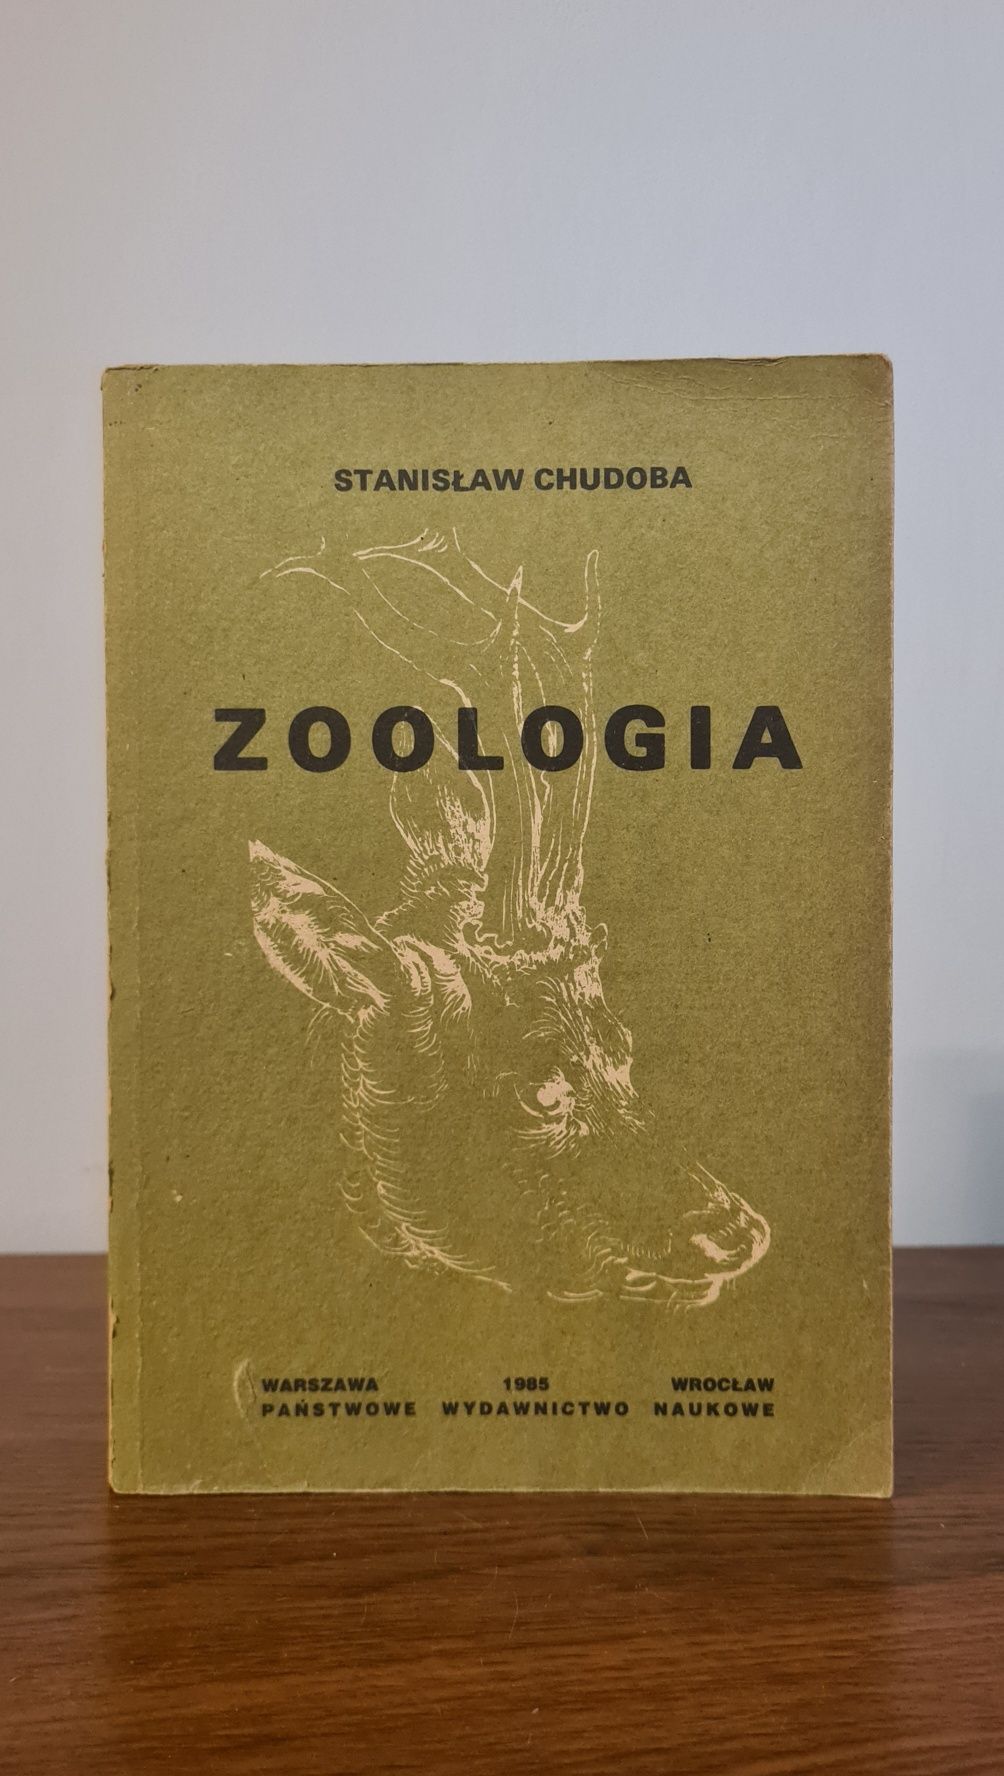 STANISŁAW CHUDOBA
ZOOLOGIA
WARSZAWA 1985 WROCŁAW
PAŃSTWOWE WYDAWNICTWO NAUKOWE